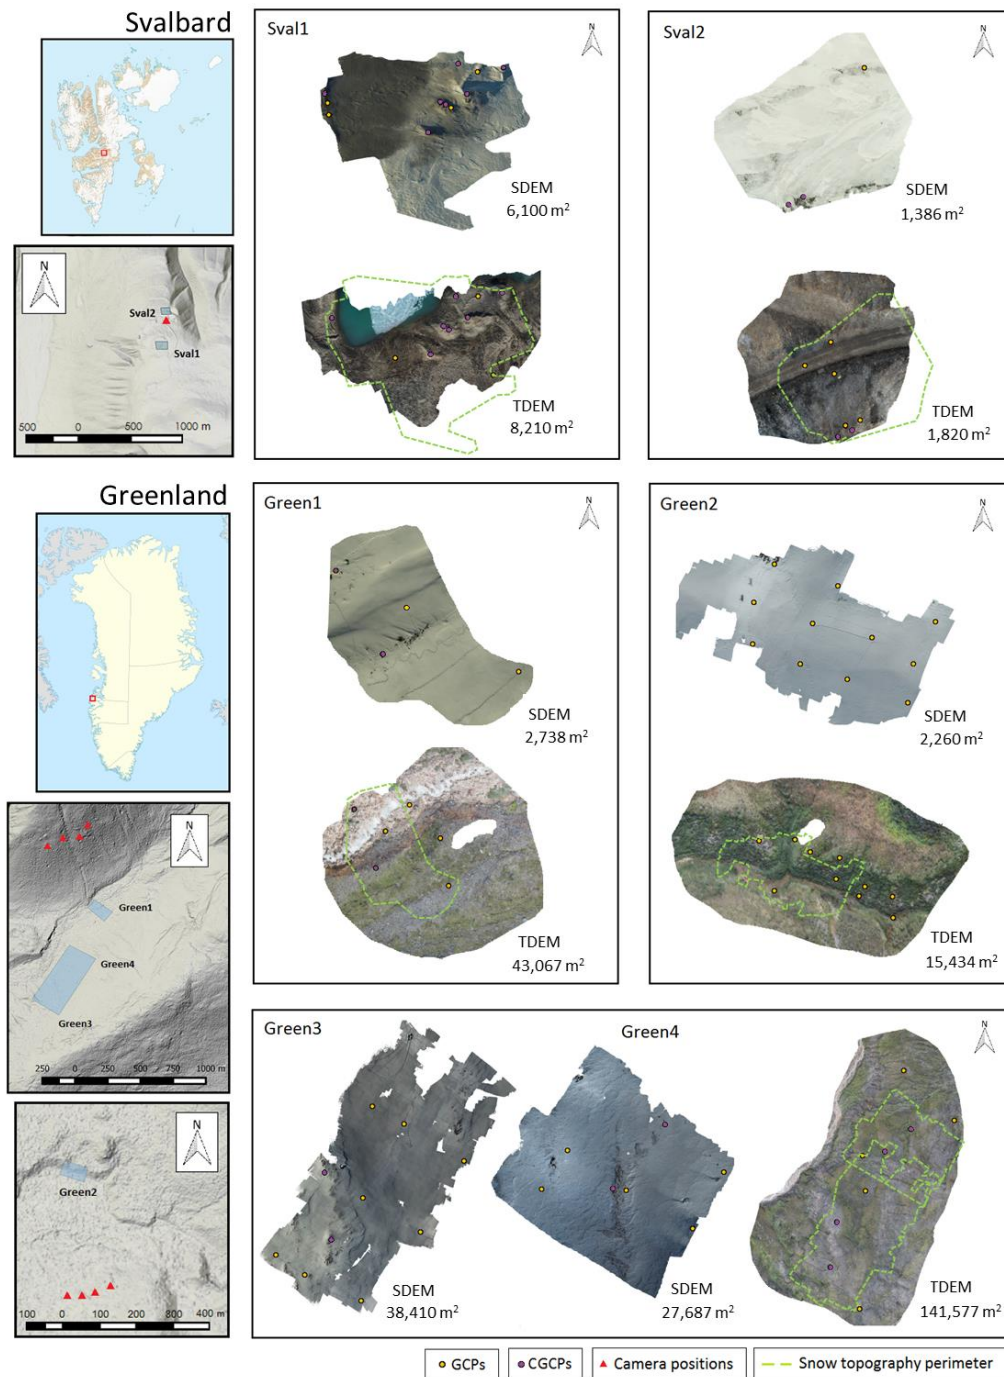 Svalbard
Sval1
SDEM
6,100 m²
TDEM
8,210 m²
Sval2
SDEM
1,386 m²
TDEM
1,820 m²
N
Sval2
Sval1
500 0 500 1000 m
Greenland
Green1
SDEM
2,738 m²
TDEM
43,067 m²
Green2
SDEM
2,260 m²
TDEM
15,434 m²
N
Green1
Green4
Green3
250 0 250 500 750 1000 m
N
Green2
100 0 100 200 300 400 m
Green3
SDEM
38,410 m²
Green4
SDEM
27,687 m²
TDEM
141,577 m²
N
N
N
N
N
GCPs
CGCPs
Camera positions
Snow topography perimeter